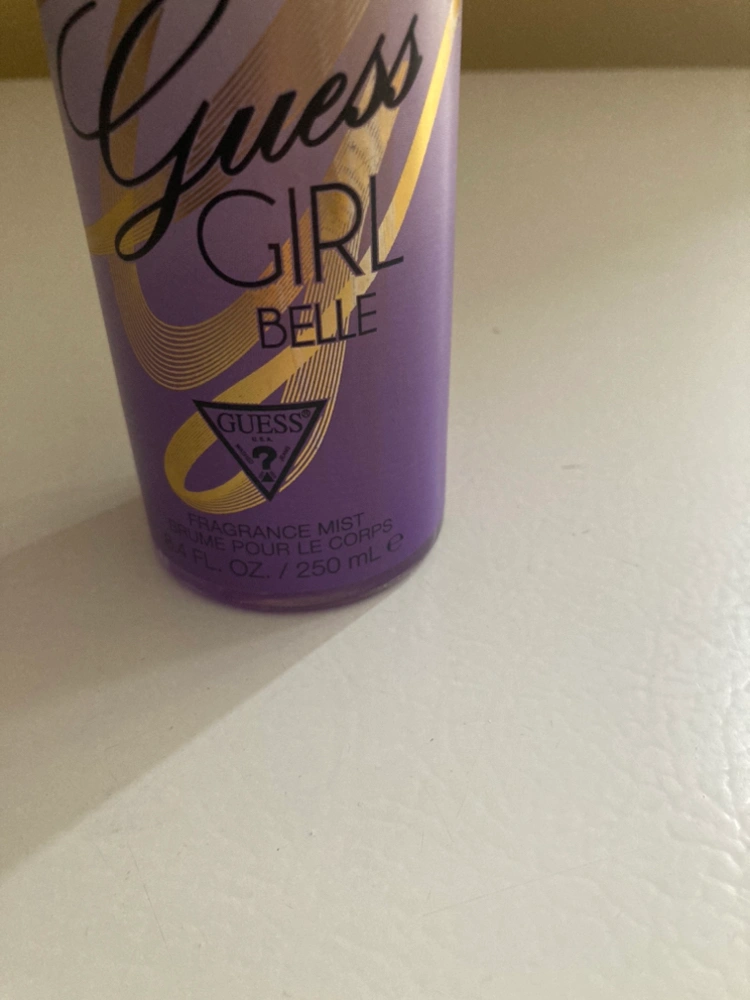 Guess
GIRL
BELLE
GUESS®
U.S.A.
?
FRAGRANCE MIST
BRUME POUR LE CORPS
8.4 FL. OZ. / 250 mL ℮